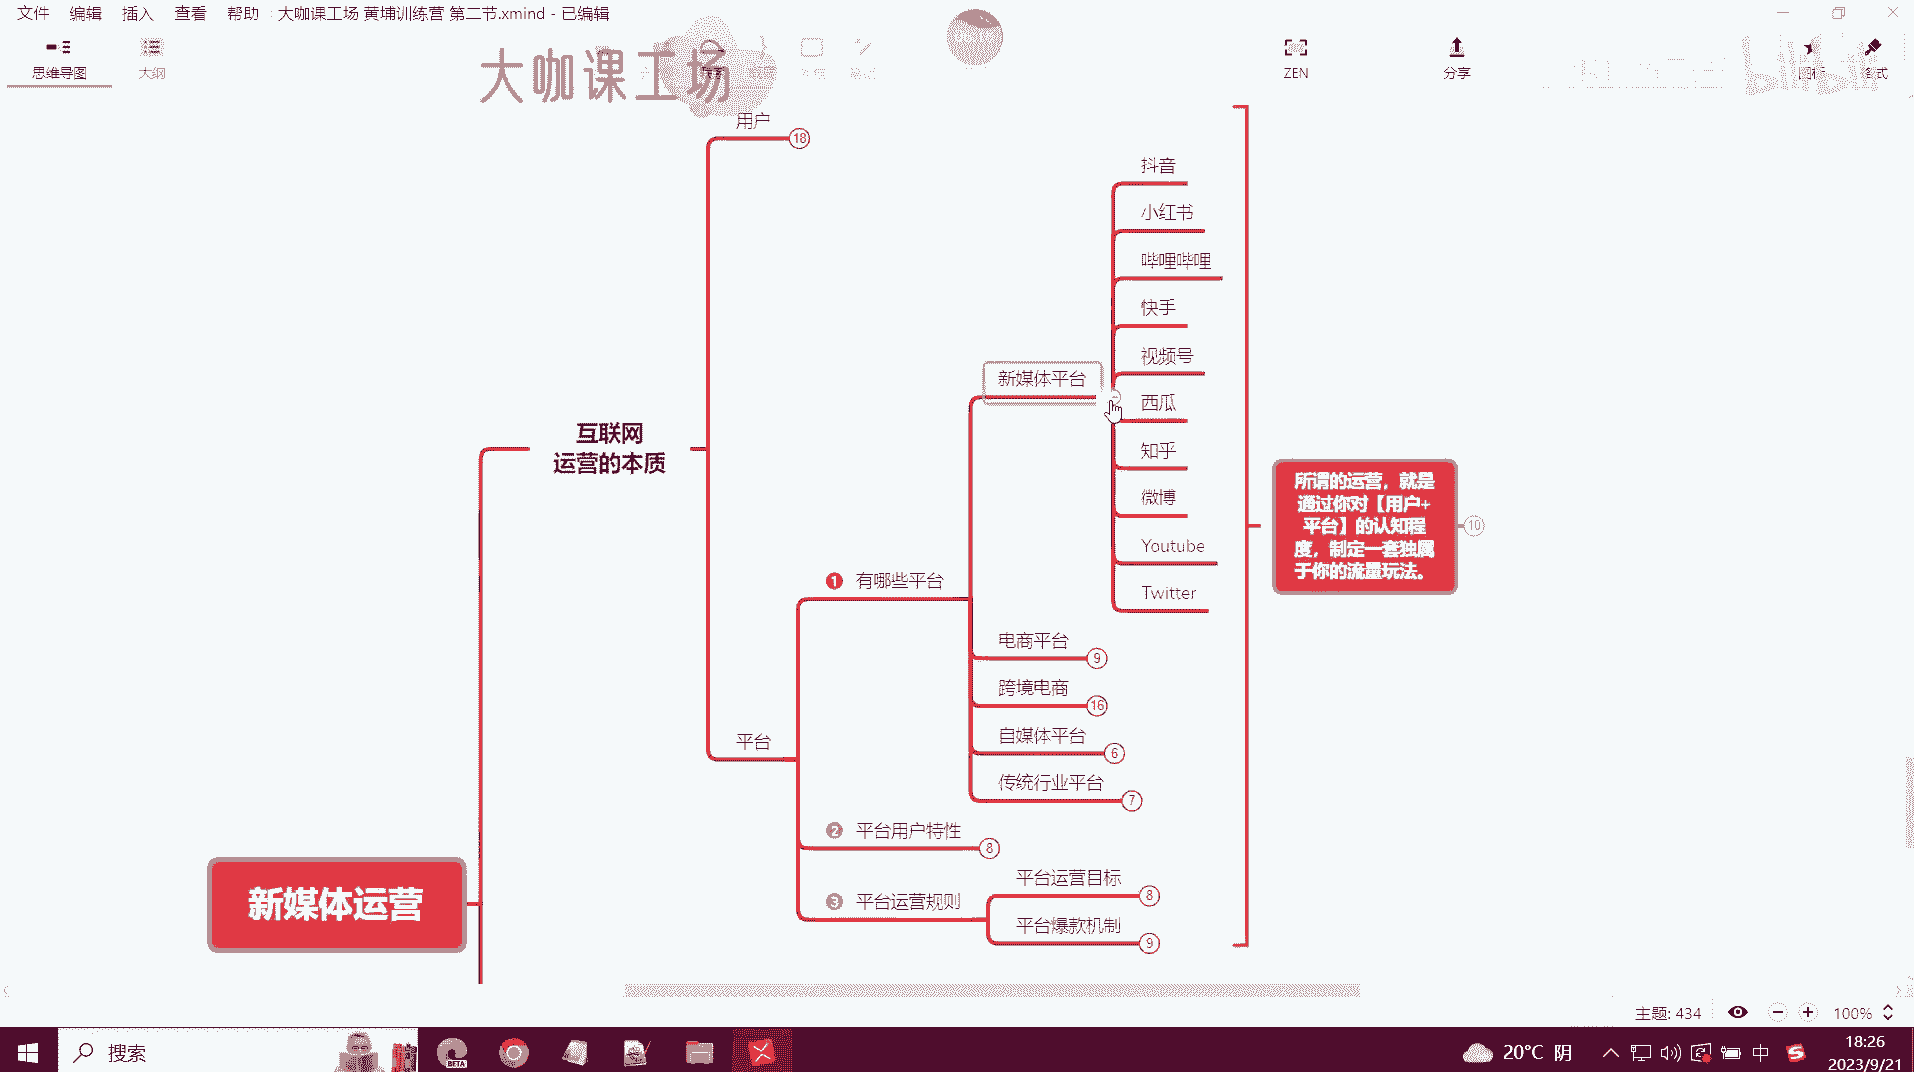 文件 编辑 插入 查看 帮助 大咖课工场 黄埔训练营 第二节.xmind - 已编辑
思维导图
大纲
ZEN
分享
大咖课工场
用户
18
抖音
小红书
哔哩哔哩
快手
视频号
新媒体平台
西瓜
知乎
微博
Youtube
Twitter
互联网
运营的本质
所谓的运营，就是
通过你对【用户+
平台】的认知程
度，制定一套独属
于你的流量玩法。
10
1 有哪些平台
电商平台
9
跨境电商
16
自媒体平台
6
传统行业平台
7
平台
2 平台用户特性
8
3 平台运营规则
平台运营目标
8
平台爆款机制
9
新媒体运营
主题: 434
100%
搜索
BETA
20°C 阴
中
18:26
2023/9/21